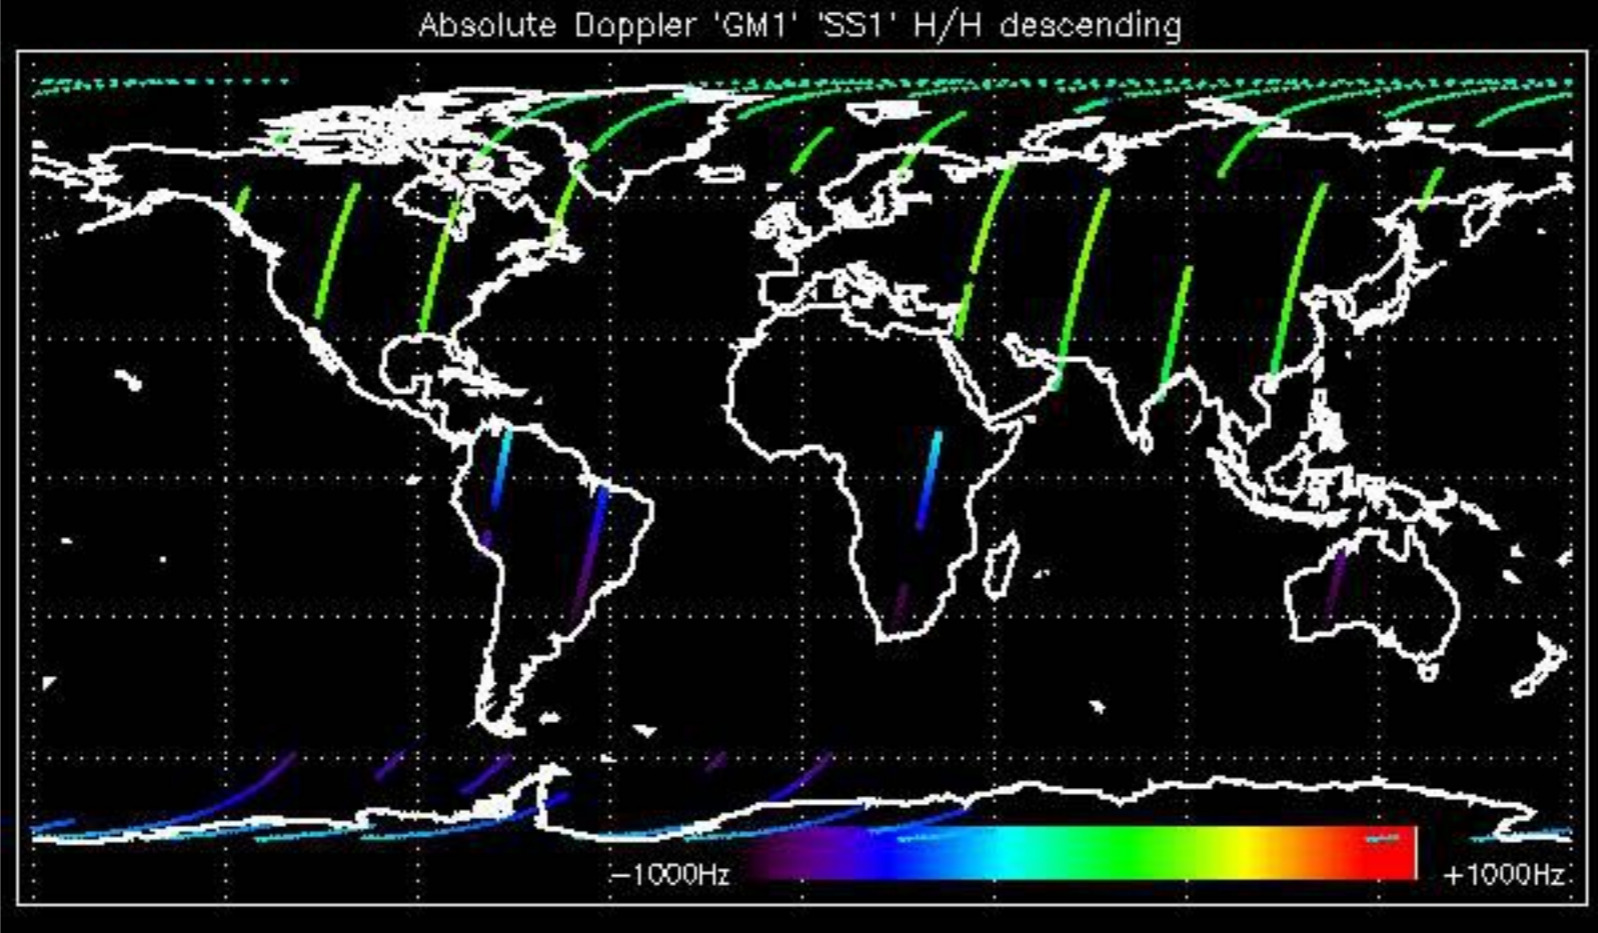 Absolute Doppler 'GM1' 'SS1' H/H descending
−1000Hz
+1000Hz